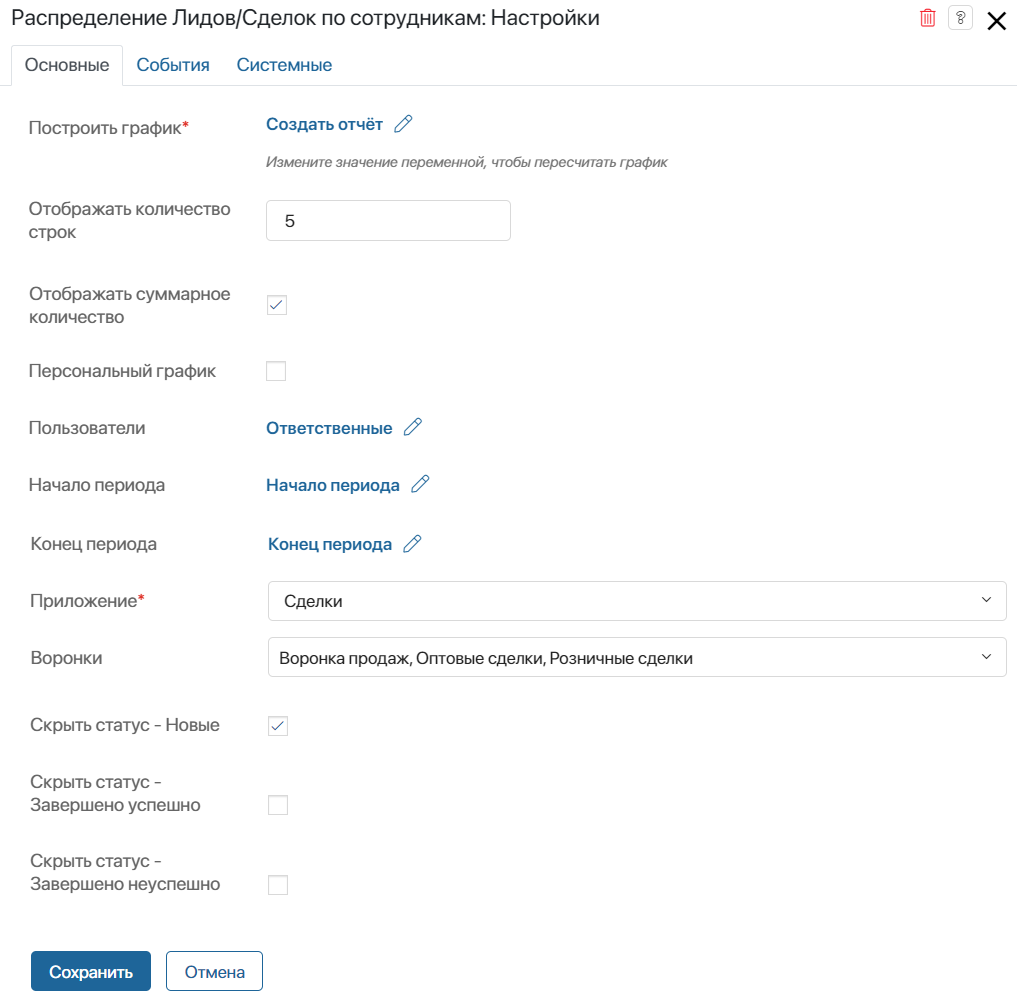 Распределение Лидов/Сделок по сотрудникам: Настройки
?
Основные События Системные
Построить график* Создать отчёт
Измените значение переменной, чтобы пересчитать график
Отображать количество
строк
5
Отображать суммарное
количество
Персональный график
Пользователи Ответственные
Начало периода Начало периода
Конец периода Конец периода
Приложение* Сделки
Воронки Воронка продаж, Оптовые сделки, Розничные сделки
Скрыть статус - Новые
Скрыть статус -
Завершено успешно
Скрыть статус -
Завершено неуспешно
Сохранить Отмена